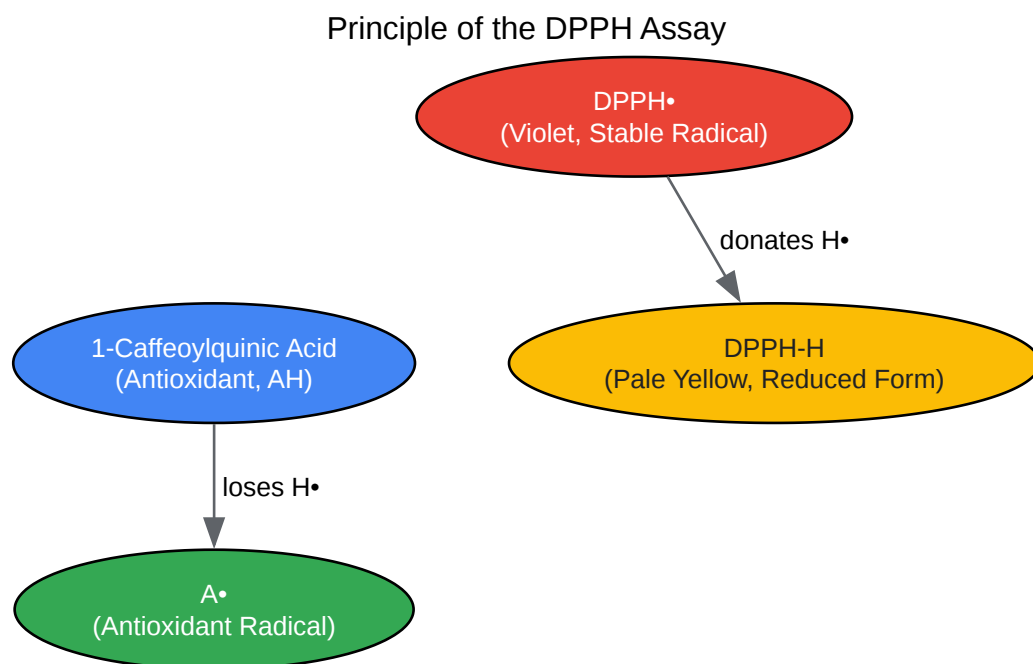 Principle of the DPPH Assay
DPPH•
(Violet, Stable Radical)
donates H•
1-Caffeoylquinic Acid
(Antioxidant, AH)
DPPH-H
(Pale Yellow, Reduced Form)
loses H•
A•
(Antioxidant Radical)